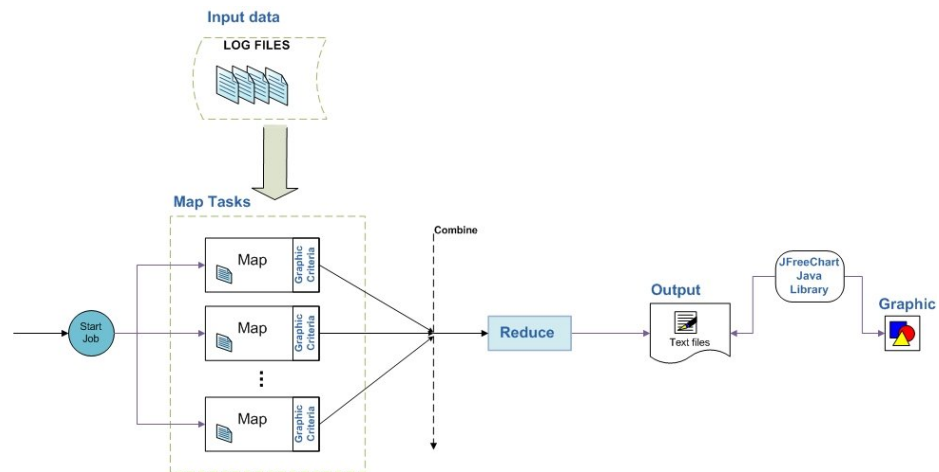 Input data
LOG FILES
Map Tasks
Map
Graphic
Criteria
Map
Graphic
Criteria
...
Map
Graphic
Criteria
Start
Job
Combine
Reduce
Output
Text files
JFreeChart
Java
Library
Graphic